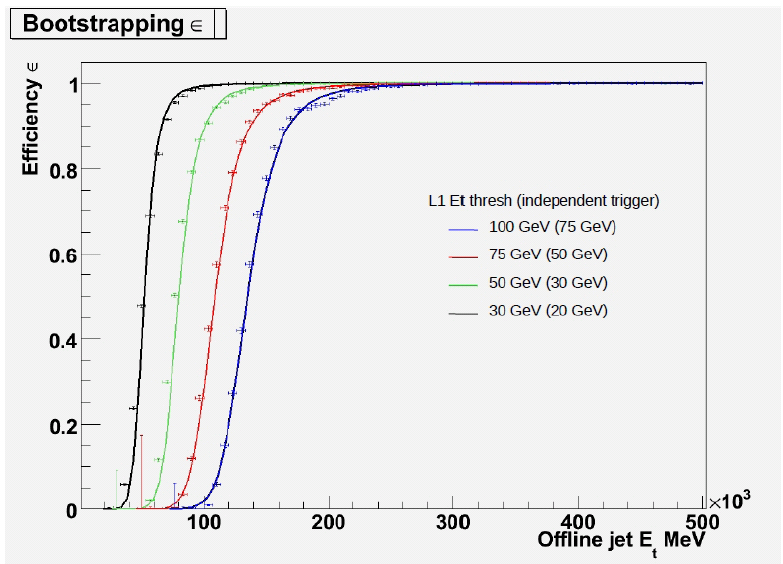 Bootstrapping ∈
Efficiency ∈
1
0.8
0.6
0.4
0.2
0
L1 Et thresh (independent trigger)
100 GeV (75 GeV)
75 GeV (50 GeV)
50 GeV (30 GeV)
30 GeV (20 GeV)
100
200
300
400
500
×10³
Offline jet Eₜ MeV